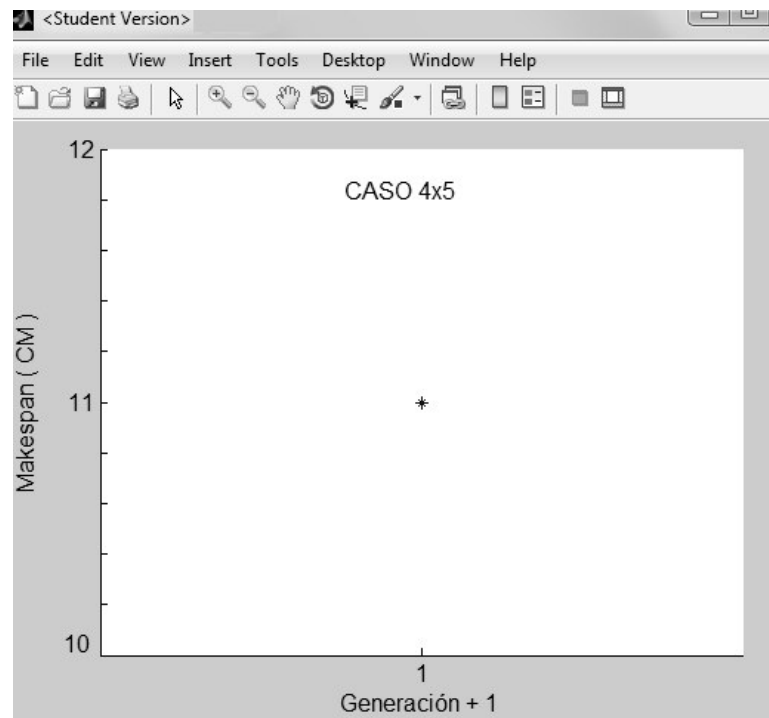 <Student Version>
File Edit View Insert Tools Desktop Window Help
12
CASO 4x5
Makespan ( CM )
11
10
1
Generación + 1